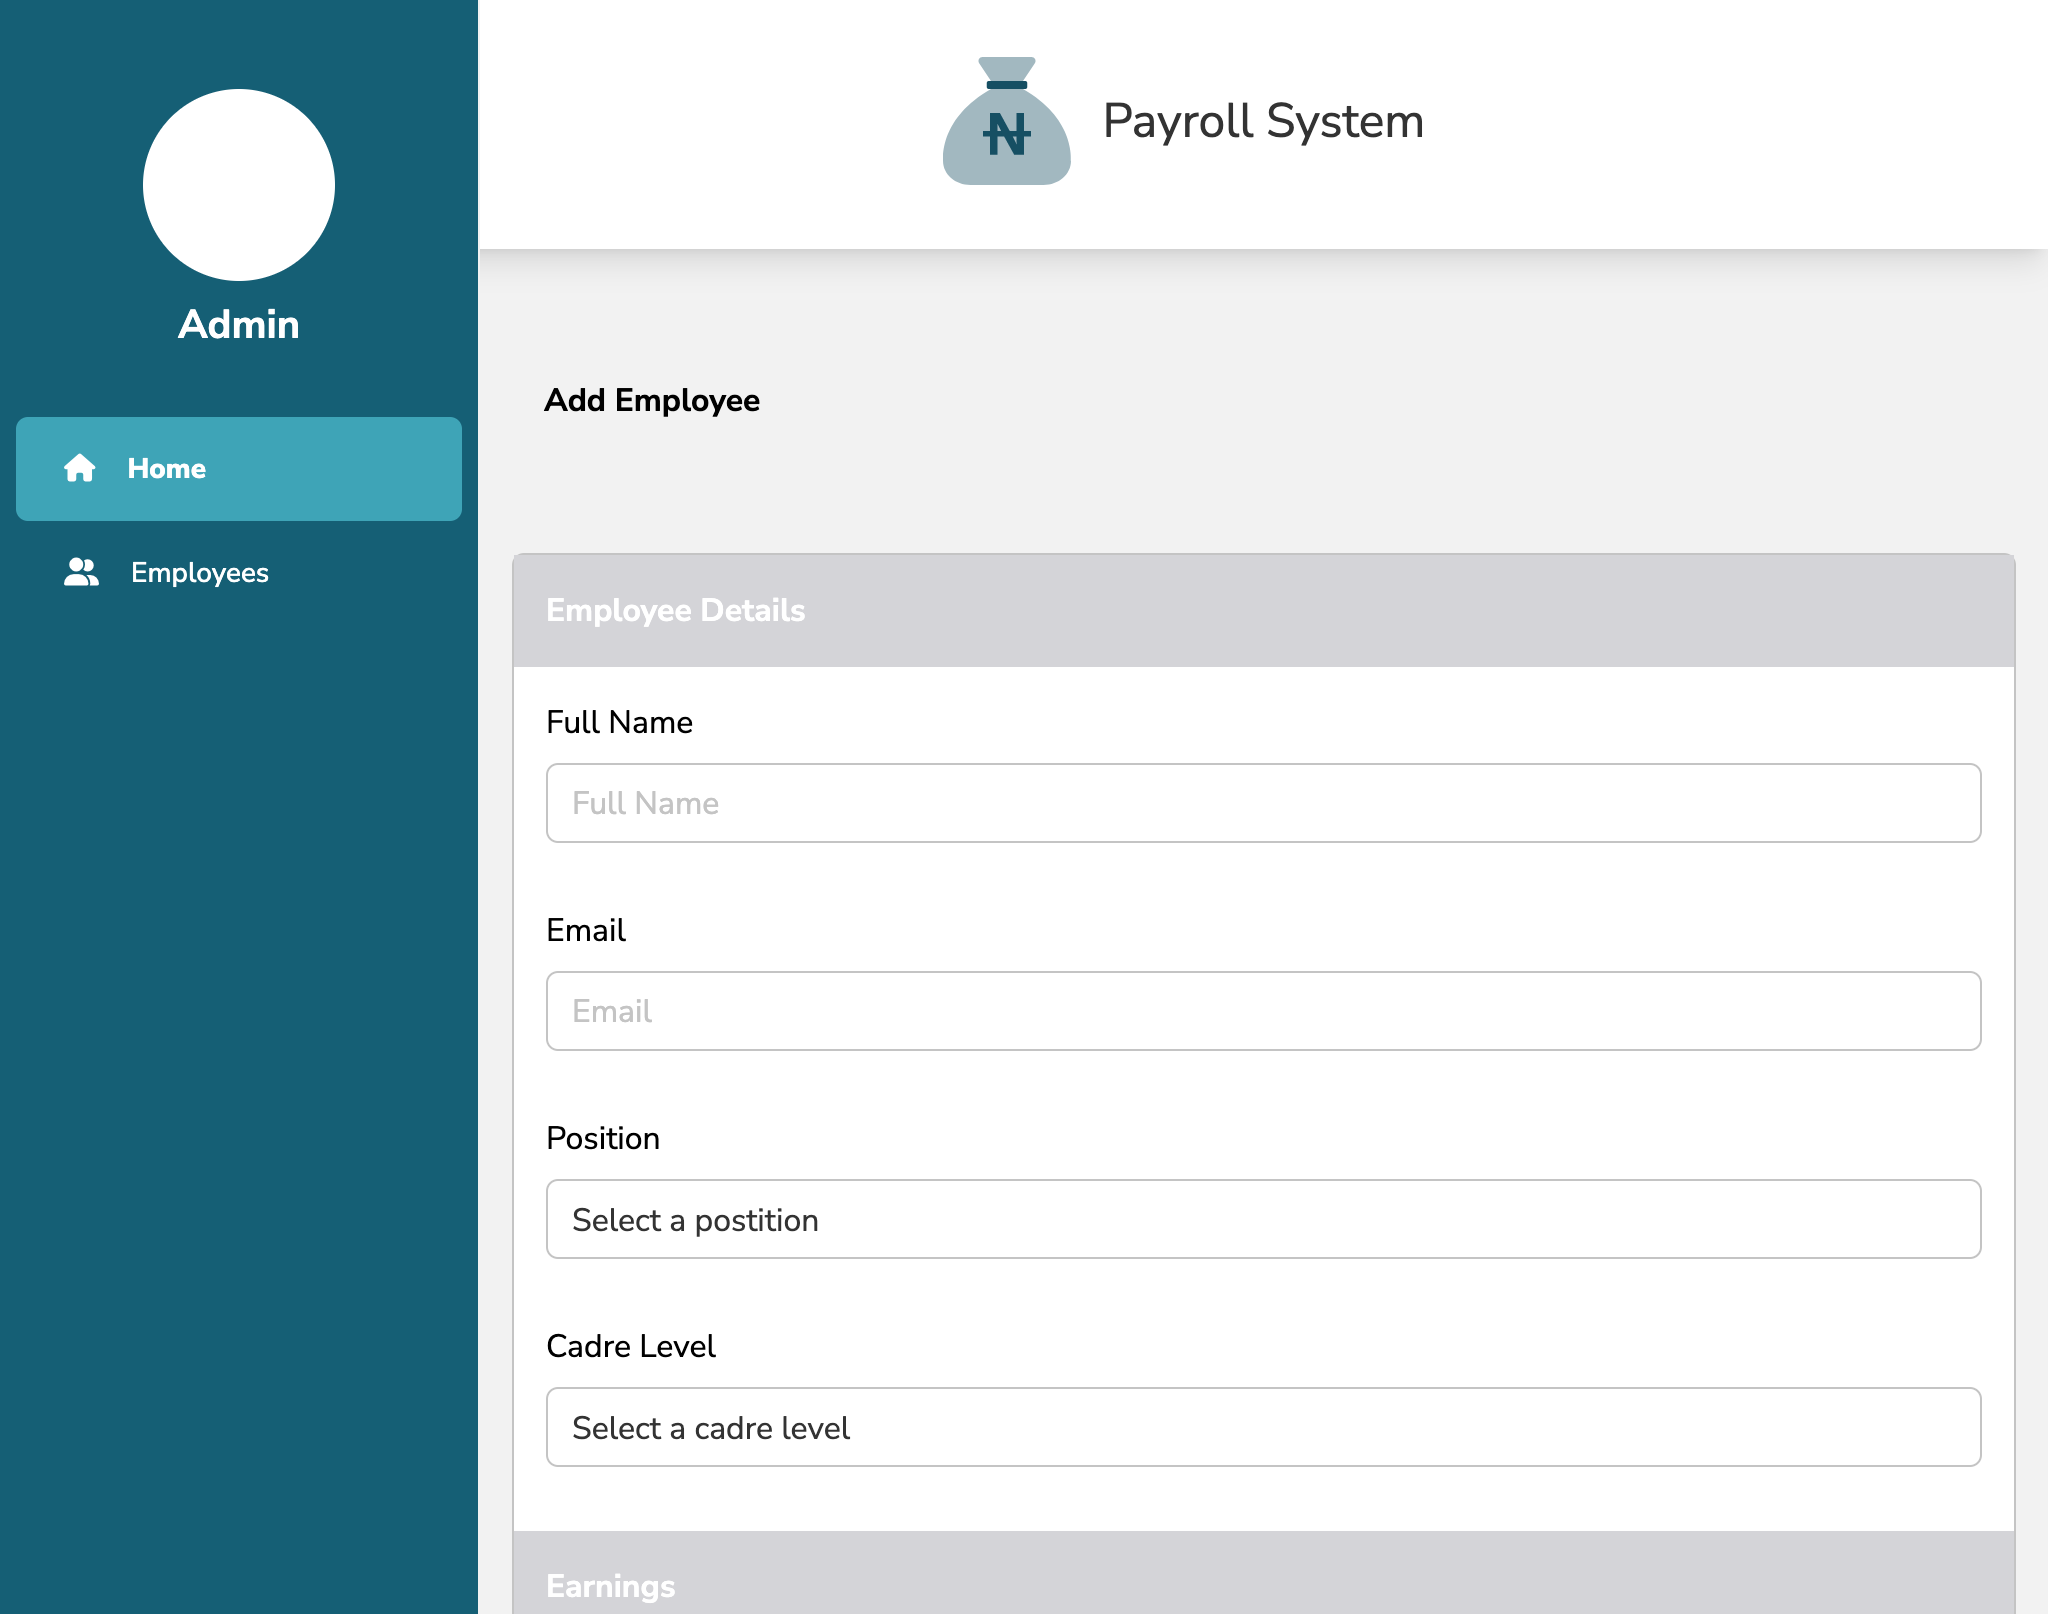 Admin
Home
Employees
₦
Payroll System
Add Employee
Employee Details
Full Name
Full Name
Email
Email
Position
Select a postition
Cadre Level
Select a cadre level
Earnings